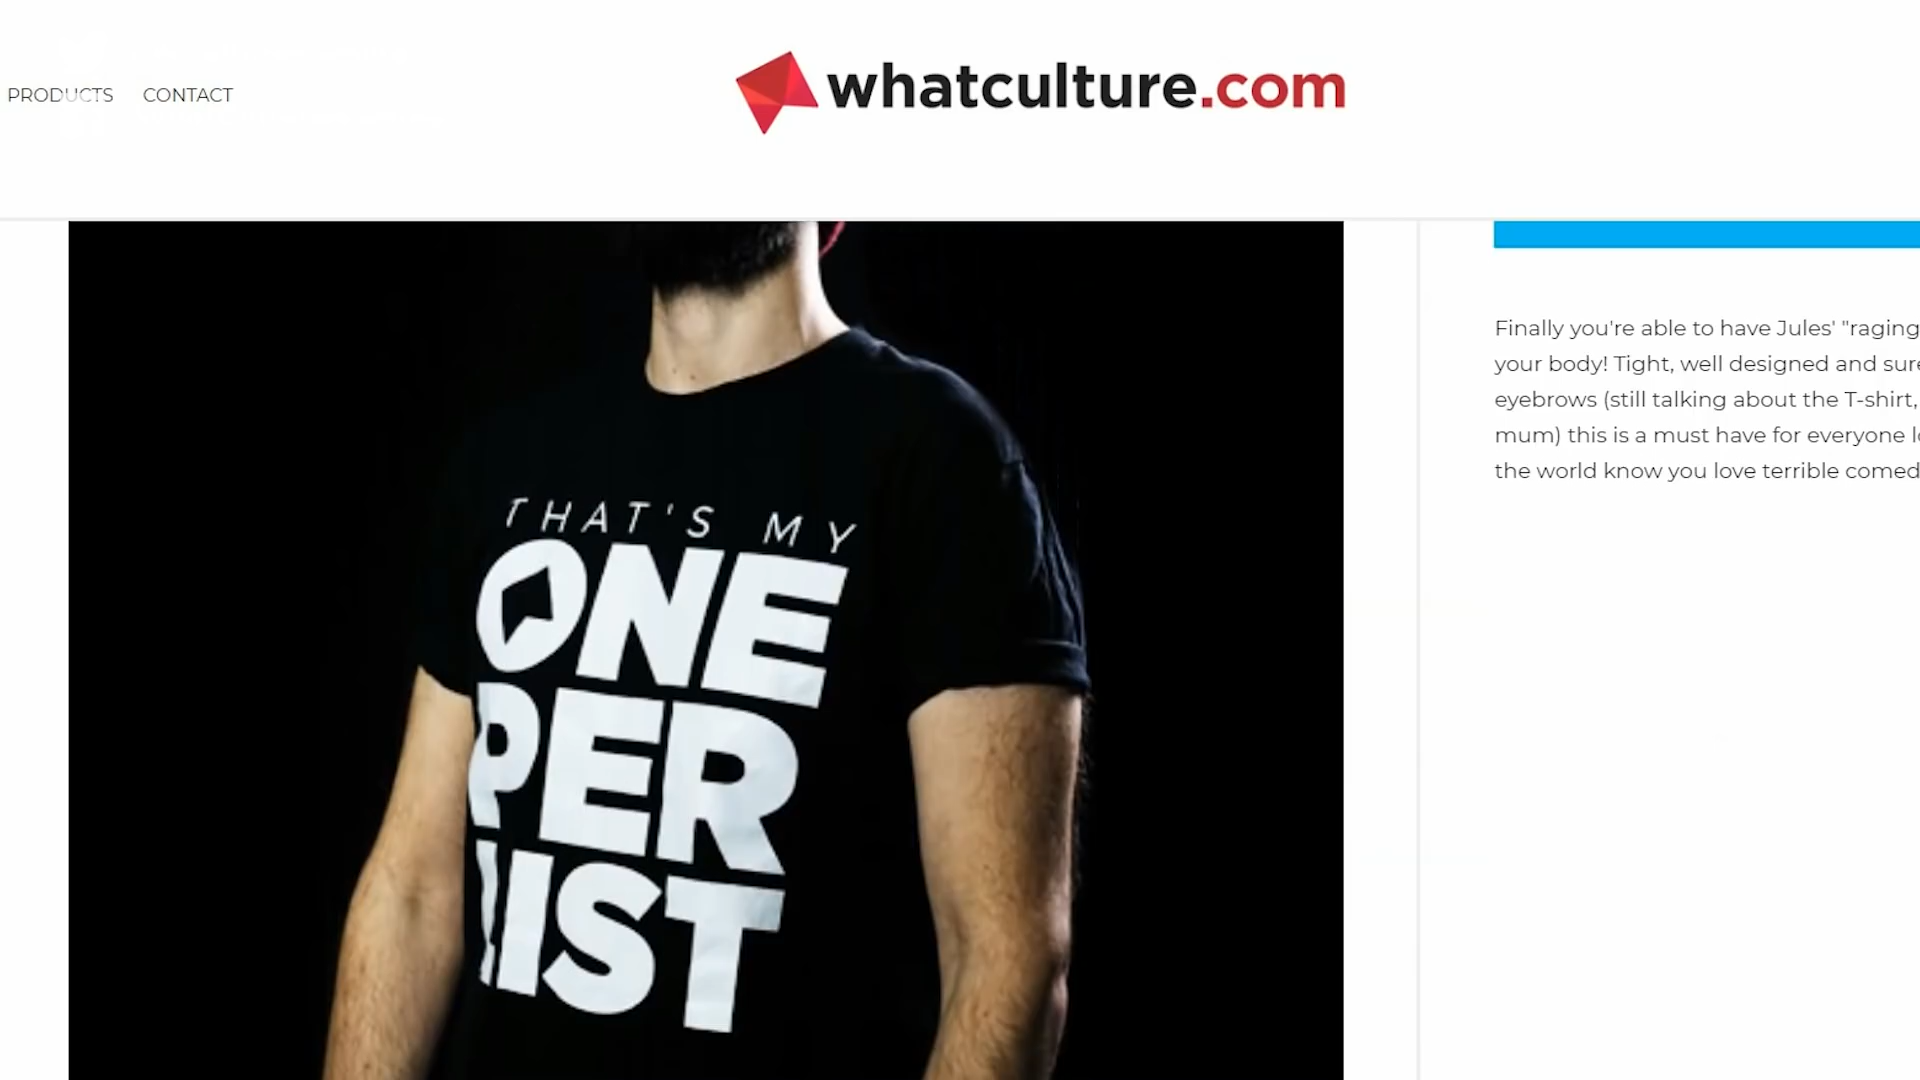 PRODUCTS CONTACT
whatculture.com
THAT'S MY
ONE
PER
LIST
Finally you're able to have Jules' "raging
your body! Tight, well designed and sure
eyebrows (still talking about the T-shirt,
mum) this is a must have for everyone
the world know you love terrible